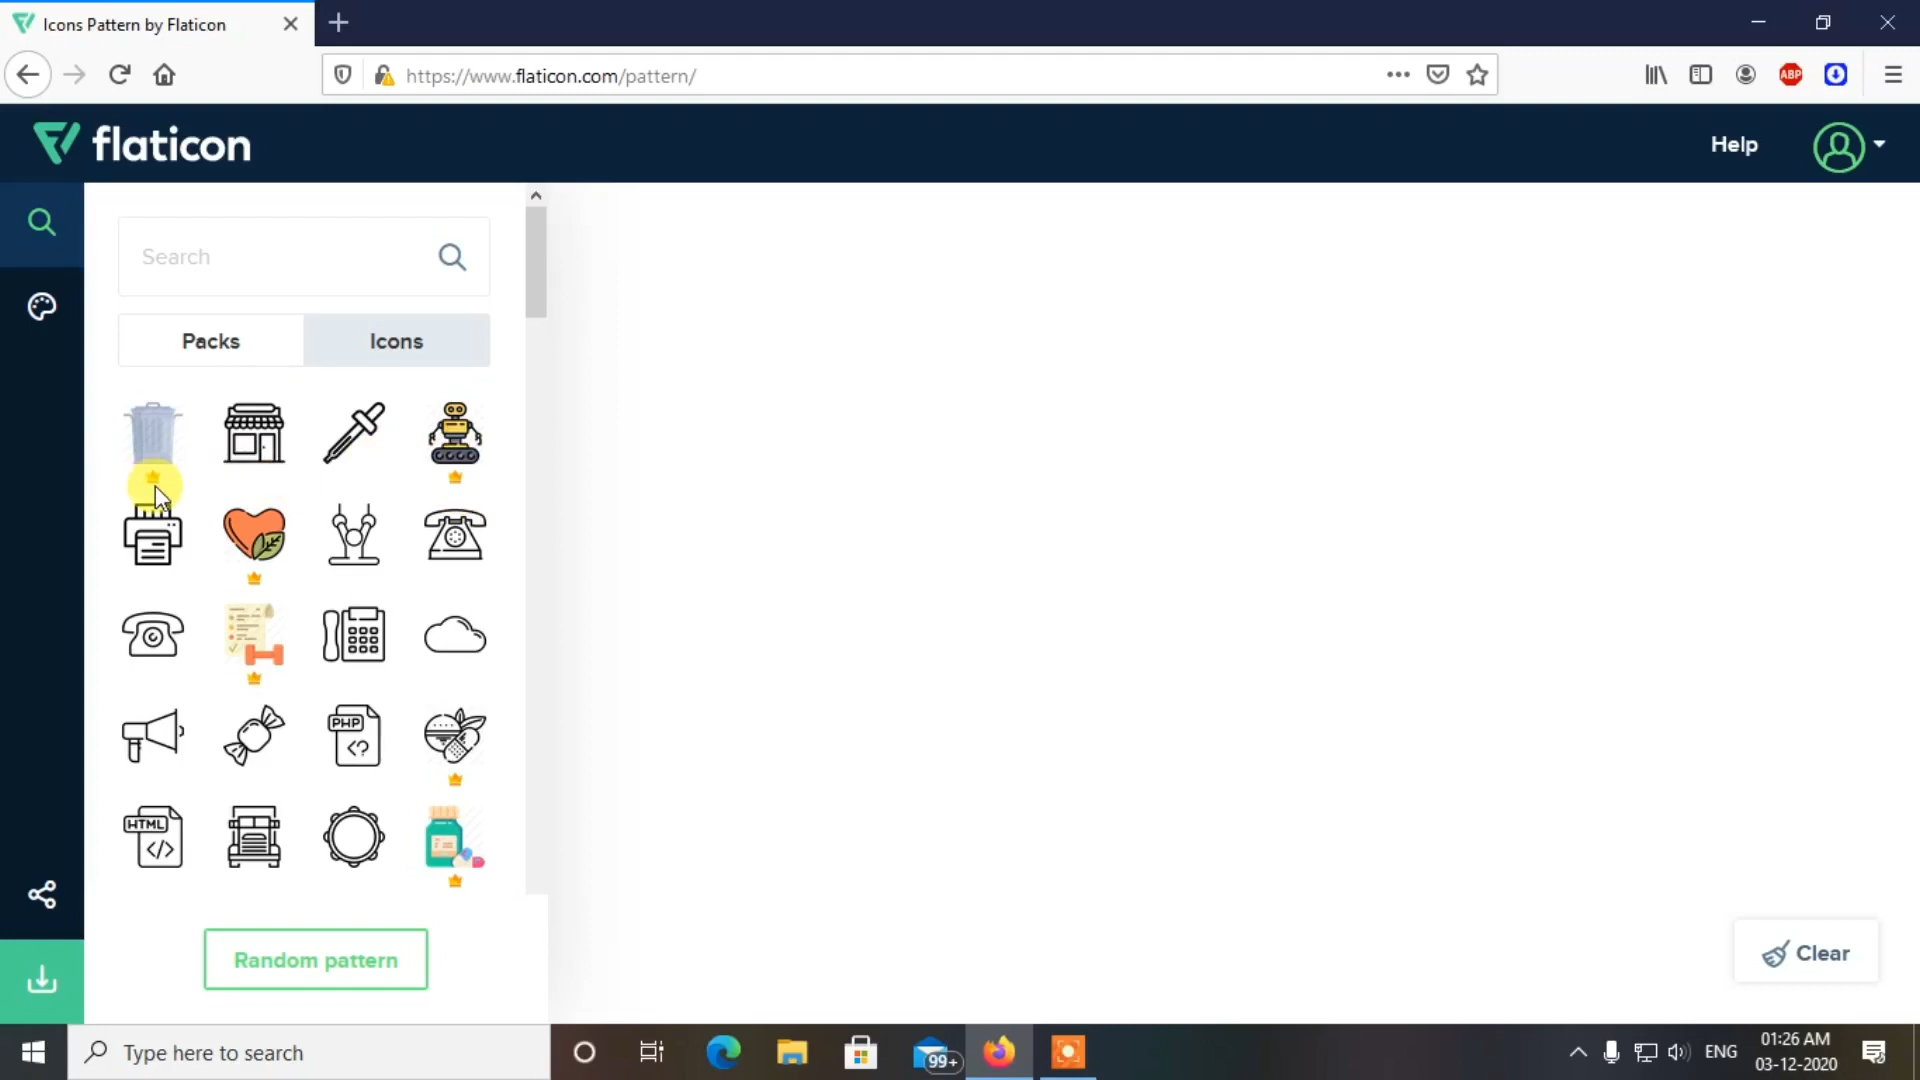 Icons Pattern by Flaticon
https://www.flaticon.com/pattern/
ABP
flaticon
Help
Search
Packs
Icons
PHP
<?
HTML
</>
Random pattern
Clear
Type here to search
99+
ENG
01:26 AM
03-12-2020